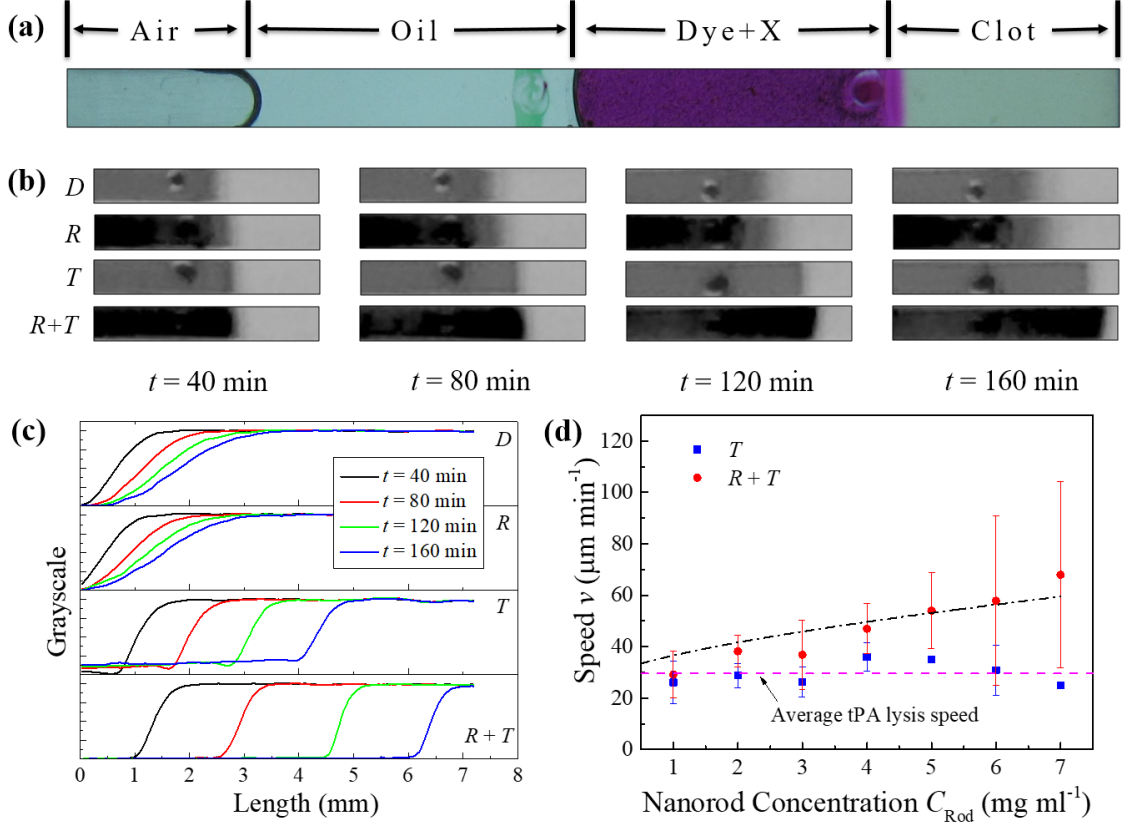 (a) Air Oil Dye+X Clot
(b)
D
R
T
R+T
t = 40 min t = 80 min t = 120 min t = 160 min
(c)
D
t = 40 min
t = 80 min
t = 120 min
t = 160 min
R
T
R + T
Grayscale
0 1 2 3 4 5 6 7 8
Length (mm)
(d)
120
100
80
60
40
20
0
T
R + T
Average tPA lysis speed
Speed v (μm min-1)
1 2 3 4 5 6 7
Nanorod Concentration CRod (mg ml-1)